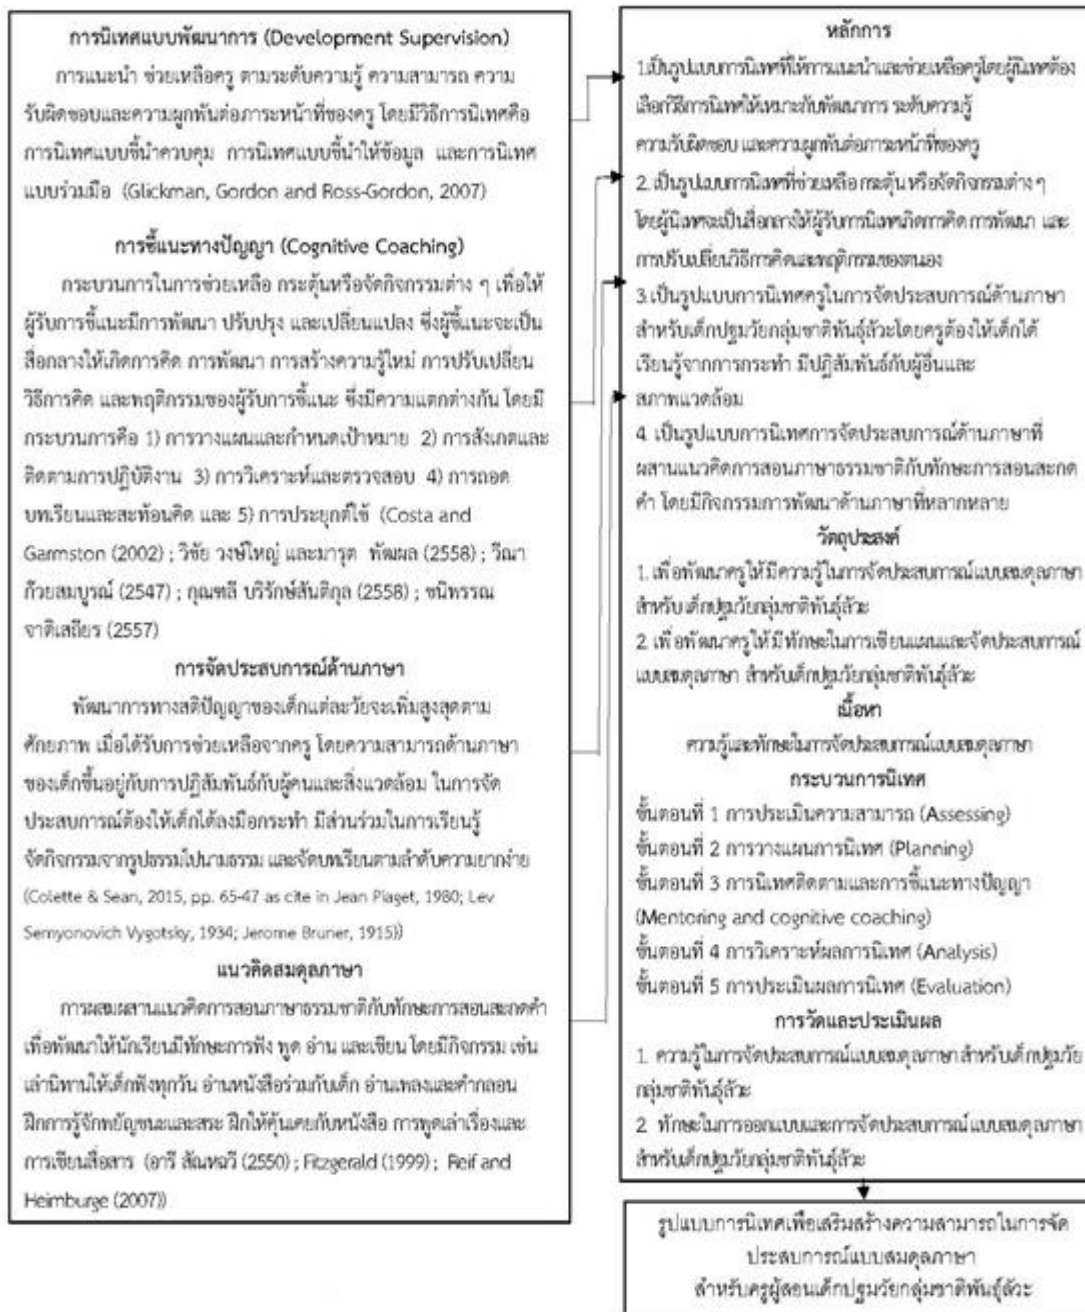 การนิเทศแบบพัฒนาการ (Development Supervision)
การแนะนำ ช่วยเหลือครู ตามระดับความรู้ ความสามารถ ความ
รับผิดชอบและความผูกพันต่อภาระหน้าที่ของครู โดยมีวิธีการนิเทศคือ
การนิเทศแบบชี้นำควบคุม การนิเทศแบบชี้นำให้ข้อมูล และการนิเทศ
แบบร่วมมือ (Glickman, Gordon and Ross-Gordon, 2007)
การชี้แนะทางปัญญา (Cognitive Coaching)
กระบวนการในการช่วยเหลือ กระตุ้นหรือจัดกิจกรรมต่าง ๆ เพื่อให้
ผู้รับการชี้แนะมีการพัฒนา ปรับปรุง และเปลี่ยนแปลง ซึ่งผู้ชี้แนะจะเป็น
สื่อกลางให้เกิดการคิด การพัฒนา การสร้างความรู้ใหม่ การปรับเปลี่ยน
วิธีการคิด และพฤติกรรมของผู้รับการชี้แนะ ซึ่งมีความแตกต่างกัน โดยมี
กระบวนการคือ 1) การวางแผนและกำหนดเป้าหมาย 2) การสังเกตและ
ติดตามการปฏิบัติงาน 3) การวิเคราะห์และตรวจสอบ 4) การถอด
บทเรียนและสะท้อนคิด และ 5) การประยุกต์ใช้ (Costa and
Garmston (2002) ; วิชัย วงษ์ใหญ่ และมารุต พัฒผล (2558) ; วีณา
ก๊วยสมบูรณ์ (2547) ; กุณฑลี บริรักษ์สันติกุล (2558) ; ชนิพรรณ
จาติเสถียร (2557)
การจัดประสบการณ์ด้านภาษา
พัฒนาการทางสติปัญญาของเด็กแต่ละวัยจะเพิ่มสูงสุดตาม
ศักยภาพ เมื่อได้รับการช่วยเหลือจากครู โดยความสามารถด้านภาษา
ของเด็กขึ้นอยู่กับการปฏิสัมพันธ์กับผู้คนและสิ่งแวดล้อม ในการจัด
ประสบการณ์ต้องให้เด็กได้ลงมือกระทำ มีส่วนร่วมในการเรียนรู้
จัดกิจกรรมจากรูปธรรมไปนามธรรม และจัดบทเรียนตามลำดับความยากง่าย
(Colette & Sean, 2015, pp. 65-47 as cite in Jean Piaget, 1980; Lev
Semyonovich Vygotsky, 1934; Jerome Bruner, 1915))
แนวคิดสมดุลภาษา
การผสมผสานแนวคิดการสอนภาษาธรรมชาติกับทักษะการสอนสะกดคำ
เพื่อพัฒนาให้นักเรียนมีทักษะการฟัง พูด อ่าน และเขียน โดยมีกิจกรรม เช่น
เล่านิทานให้เด็กฟังทุกวัน อ่านหนังสือร่วมกับเด็ก อ่านเพลงและคำกลอน
ฝึกการรู้จักพยัญชนะและสระ ฝึกให้คุ้นเคยกับหนังสือ การพูดเล่าเรื่องและ
การเขียนสื่อสาร (อารี สัณหฉวี (2550) ; Fitzgerald (1999) ; Reif and
Heimburge (2007))
หลักการ
1.เป็นรูปแบบการนิเทศที่ให้การแนะนำและช่วยเหลือครูโดยผู้นิเทศต้อง
เลือกวิธีการนิเทศให้เหมาะกับพัฒนาการ ระดับความรู้
ความรับผิดชอบ และความผูกพันต่อภาระหน้าที่ของครู
2. เป็นรูปแบบการนิเทศที่ช่วยเหลือ กระตุ้น หรือจัดกิจกรรมต่าง ๆ
โดยผู้นิเทศจะเป็นสื่อกลางให้ผู้รับการนิเทศเกิดการคิด การพัฒนา และ
การปรับเปลี่ยนวิธีการคิดและพฤติกรรมของตนเอง
3.เป็นรูปแบบการนิเทศครูในการจัดประสบการณ์ด้านภาษา
สำหรับเด็กปฐมวัยกลุ่มชาติพันธุ์ลัวะโดยครูต้องให้เด็กได้
เรียนรู้จากการกระทำ มีปฏิสัมพันธ์กับผู้อื่นและ
สภาพแวดล้อม
4. เป็นรูปแบบการนิเทศการจัดประสบการณ์ด้านภาษาที่
ผสานแนวคิดการสอนภาษาธรรมชาติกับทักษะการสอนสะกด
คำ โดยมีกิจกรรมการพัฒนาด้านภาษาที่หลากหลาย
วัตถุประสงค์
1. เพื่อพัฒนาครูให้มีความรู้ในการจัดประสบการณ์แบบสมดุลภาษา
สำหรับเด็กปฐมวัยกลุ่มชาติพันธุ์ลัวะ
2. เพื่อพัฒนาครูให้มีทักษะในการเขียนแผนและจัดประสบการณ์
แบบสมดุลภาษา สำหรับเด็กปฐมวัยกลุ่มชาติพันธุ์ลัวะ
เนื้อหา
ความรู้และทักษะในการจัดประสบการณ์แบบสมดุลภาษา
กระบวนการนิเทศ
ขั้นตอนที่ 1 การประเมินความสามารถ (Assessing)
ขั้นตอนที่ 2 การวางแผนการนิเทศ (Planning)
ขั้นตอนที่ 3 การนิเทศติดตามและการชี้แนะทางปัญญา
(Mentoring and cognitive coaching)
ขั้นตอนที่ 4 การวิเคราะห์ผลการนิเทศ (Analysis)
ขั้นตอนที่ 5 การประเมินผลการนิเทศ (Evaluation)
การวัดและประเมินผล
1. ความรู้ในการจัดประสบการณ์แบบสมดุลภาษา สำหรับเด็กปฐมวัย
กลุ่มชาติพันธุ์ลัวะ
2. ทักษะในการออกแบบและการจัดประสบการณ์แบบสมดุลภาษา
สำหรับเด็กปฐมวัยกลุ่มชาติพันธุ์ลัวะ
รูปแบบการนิเทศเพื่อเสริมสร้างความสามารถในการจัด
ประสบการณ์แบบสมดุลภาษา
สำหรับครูผู้สอนเด็กปฐมวัยกลุ่มชาติพันธุ์ลัวะ